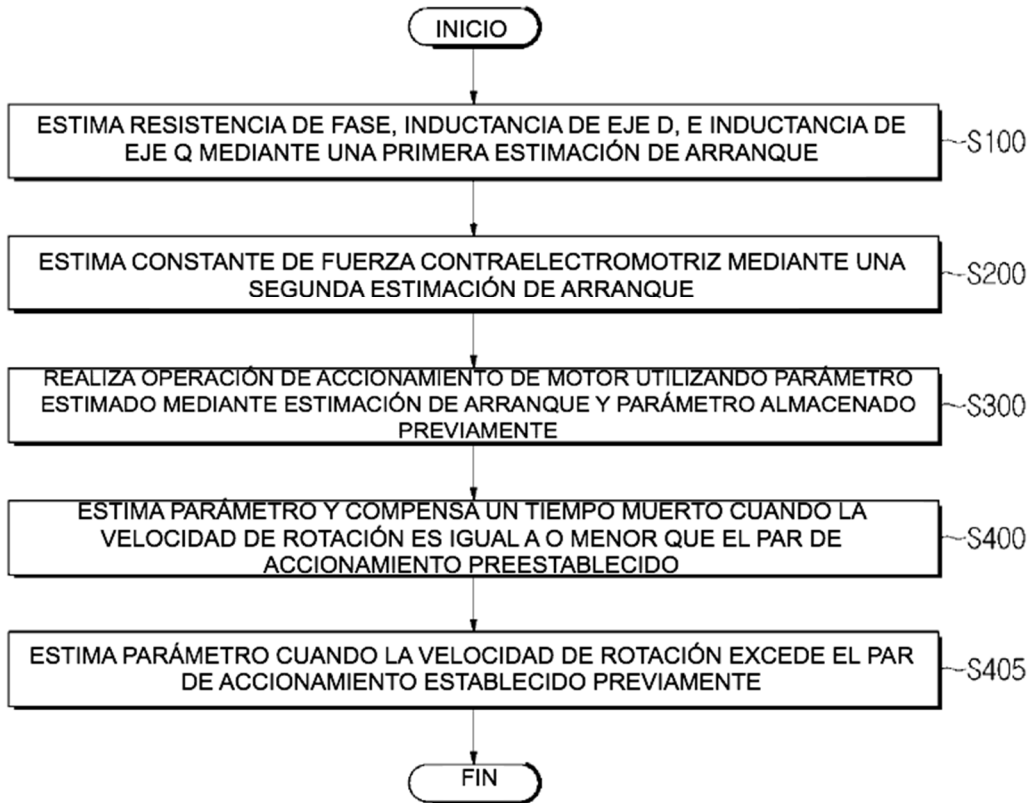 INICIO
ESTIMA RESISTENCIA DE FASE, INDUCTANCIA DE EJE D, E INDUCTANCIA DE
EJE Q MEDIANTE UNA PRIMERA ESTIMACIÓN DE ARRANQUE
S100
ESTIMA CONSTANTE DE FUERZA CONTRAELECTROMOTRIZ MEDIANTE UNA
SEGUNDA ESTIMACIÓN DE ARRANQUE
S200
REALIZA OPERACIÓN DE ACCIONAMIENTO DE MOTOR UTILIZANDO PARÁMETRO
ESTIMADO MEDIANTE ESTIMACIÓN DE ARRANQUE Y PARÁMETRO ALMACENADO
PREVIAMENTE
S300
ESTIMA PARÁMETRO Y COMPENSA UN TIEMPO MUERTO CUANDO LA
VELOCIDAD DE ROTACIÓN ES IGUAL A O MENOR QUE EL PAR DE
ACCIONAMIENTO PREESTABLECIDO
S400
ESTIMA PARÁMETRO CUANDO LA VELOCIDAD DE ROTACIÓN EXCEDE EL PAR
DE ACCIONAMIENTO ESTABLECIDO PREVIAMENTE
S405
FIN